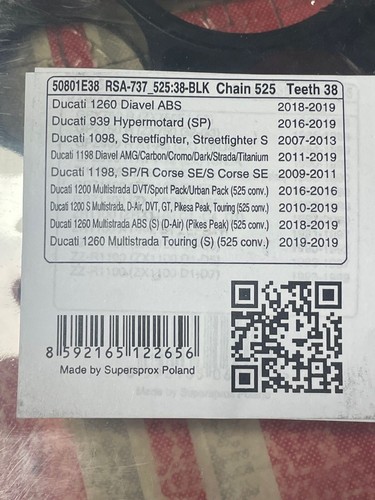 50801E38 RSA-737_525:38-BLK Chain 525 Teeth 38
Ducati 1260 Diavel ABS 2018-2019
Ducati 939 Hypermotard (SP) 2016-2019
Ducati 1098, Streetfighter, Streetfighter S 2007-2013
Ducati 1198 Diavel AMG/Carbon/Cromo/Dark/Strada/Titanium 2011-2019
Ducati 1198, SP/R Corse SE/S Corse SE 2009-2011
Ducati 1200 Multistrada DVT/Sport Pack/Urban Pack (525 conv.) 2016-2016
Ducati 1200 S Multistrada, D-Air, DVT, GT, Pikesa Peak, Touring (525 conv.) 2010-2019
Ducati 1260 Multistrada ABS (S) (D-Air) (Pikes Peak) (525 conv.) 2018-2019
Ducati 1260 Multistrada Touring (S) (525 conv.) 2019-2019
8 592165 122656
Made by Supersprox Poland